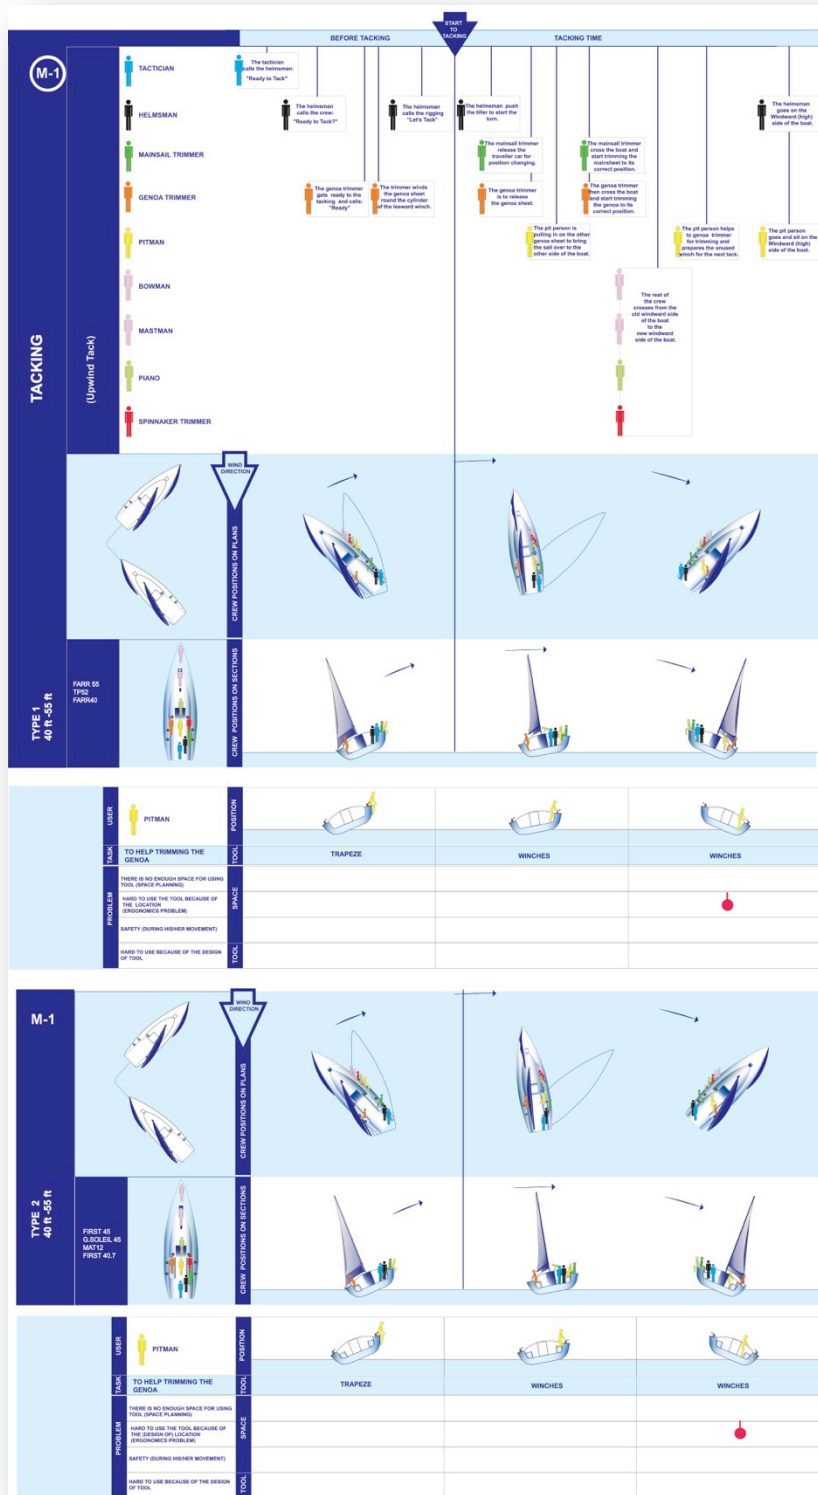 START
TO
TACKING
BEFORE TACKING
TACKING TIME
M-1
TACTICIAN
The tactician
calls the helmsman:
"Ready to Tack"
HELMSMAN
The helmsman
calls the crew:
"Ready to Tack?"
The helmsman
calls the rigging
"Let's Tack"
The helmsman push
the tiller to start the
turn.
The helmsman
goes on the
Windward (high)
side of the boat.
MAINSAIL TRIMMER
The mainsail trimmer
release the
traveller car for
position changing.
The mainsail trimmer
cross the boat and
start trimming the
mainsheet to its
correct position.
GENOA TRIMMER
The genoa trimmer
gets ready to the
tacking and calls:
"Ready"
The trimmer winds
the genoa sheet
round the cylinder
of the leeward winch.
The genoa trimmer
is to release
the genoa sheet.
The genoa trimmer
then cross the boat
and start trimming
the genoa to its
correct position.
PITMAN
The pit person is
pulling in on the other
genoa sheet to bring
the sail over to the
other side of the boat.
The pit person helps
to genoa trimmer
for trimming and
prepares the unused
winch for the next tack.
The pit person
goes and sit on the
Windward (high)
side of the boat.
BOWMAN
MASTMAN
PIANO
SPINNAKER TRIMMER
The rest of
the crew
crosses from the
old windward side
of the boat
to the
new windward
side of the boat.
TACKING
(Upwind Tack)
WIND
DIRECTION
CREW POSITIONS ON PLANS
TYPE 1
40 ft -55 ft
FARR 55
TP52
FARR40
CREW POSITIONS ON SECTIONS
USER
PITMAN
POSITION
TASK
TO HELP TRIMMING THE
GENOA
TOOL
TRAPEZE
WINCHES
WINCHES
PROBLEM
THERE IS NO ENOUGH SPACE FOR USING
TOOL (SPACE PLANNING)
HARD TO USE THE TOOL BECAUSE OF
THE LOCATION
(ERGONOMICS PROBLEM)
SPACE
SAFETY (DURING HIS/HER MOVEMENT)
HARD TO USE BECAUSE OF THE DESIGN
OF TOOL
TOOL
M-1
WIND
DIRECTION
CREW POSITIONS ON PLANS
TYPE 2
40 ft -55 ft
FIRST 45
G.SOLEIL 45
MAT12
FIRST 40.7
CREW POSITIONS ON SECTIONS
USER
PITMAN
POSITION
TASK
TO HELP TRIMMING THE
GENOA
TOOL
TRAPEZE
WINCHES
WINCHES
PROBLEM
THERE IS NO ENOUGH SPACE FOR USING
TOOL (SPACE PLANNING)
HARD TO USE THE TOOL BECAUSE OF
THE (DESIGN OF) LOCATION
(ERGONOMICS PROBLEM)
SPACE
SAFETY (DURING HIS/HER MOVEMENT)
HARD TO USE BECAUSE OF THE DESIGN
OF TOOL
TOOL